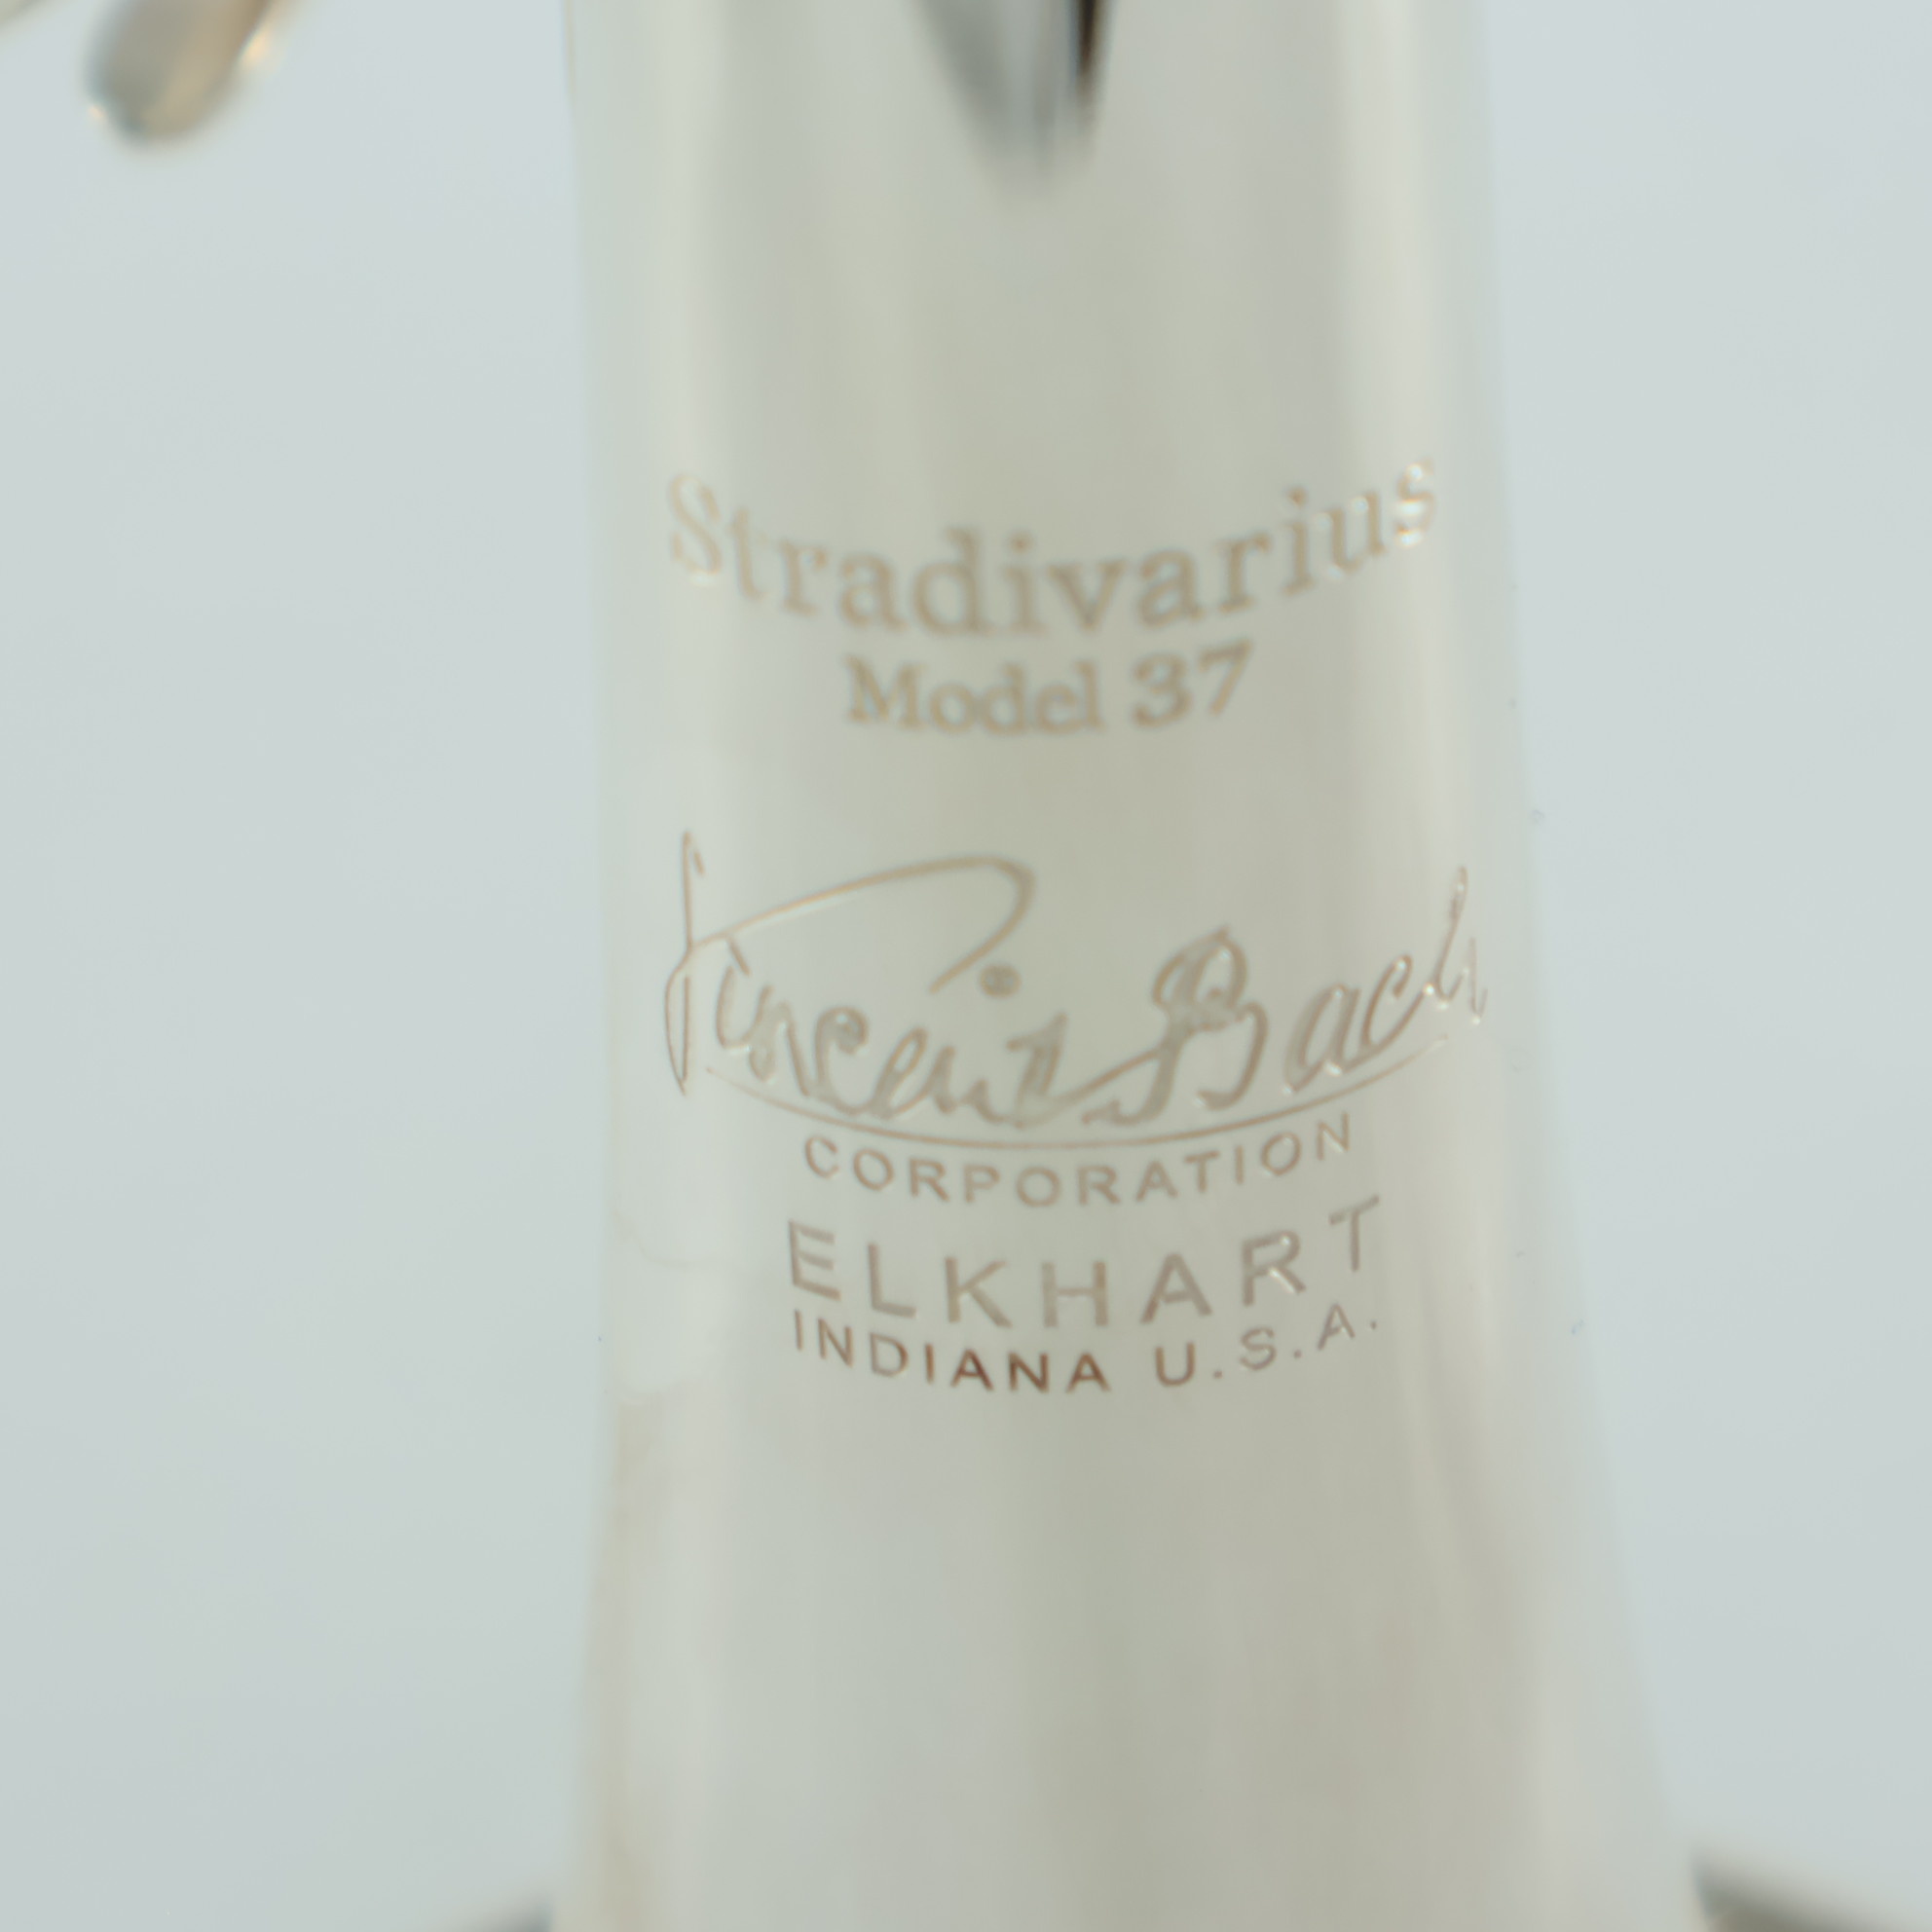 Stradivarius
Model 37
Vincent Bach ®
CORPORATION
ELKHART
INDIANA U.S.A.